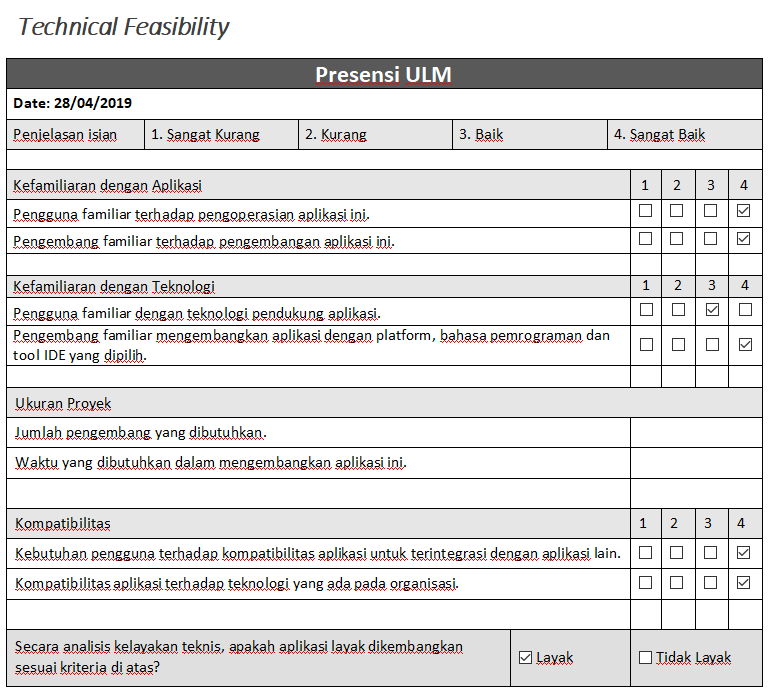 Technical Feasibility
Presensi ULM
Date: 28/04/2019
Penjelasan isian 1. Sangat Kurang 2. Kurang 3. Baik 4. Sangat Baik
Kefamiliaran dengan Aplikasi 1 2 3 4
Pengguna familiar terhadap pengoperasian aplikasi ini. ☐ ☐ ☐ ☑
Pengembang familiar terhadap pengembangan aplikasi ini. ☐ ☐ ☐ ☑
Kefamiliaran dengan Teknologi 1 2 3 4
Pengguna familiar dengan teknologi pendukung aplikasi. ☐ ☐ ☑ ☐
Pengembang familiar mengembangkan aplikasi dengan platform, bahasa pemrograman dan
tool IDE yang dipilih. ☐ ☐ ☐ ☑
Ukuran Proyek
Jumlah pengembang yang dibutuhkan.
Waktu yang dibutuhkan dalam mengembangkan aplikasi ini.
Kompatibilitas 1 2 3 4
Kebutuhan pengguna terhadap kompatibilitas aplikasi untuk terintegrasi dengan aplikasi lain. ☐ ☐ ☐ ☑
Kompatibilitas aplikasi terhadap teknologi yang ada pada organisasi. ☐ ☐ ☐ ☑
Secara analisis kelayakan teknis, apakah aplikasi layak dikembangkan
sesuai kriteria di atas? ☑ Layak ☐ Tidak Layak